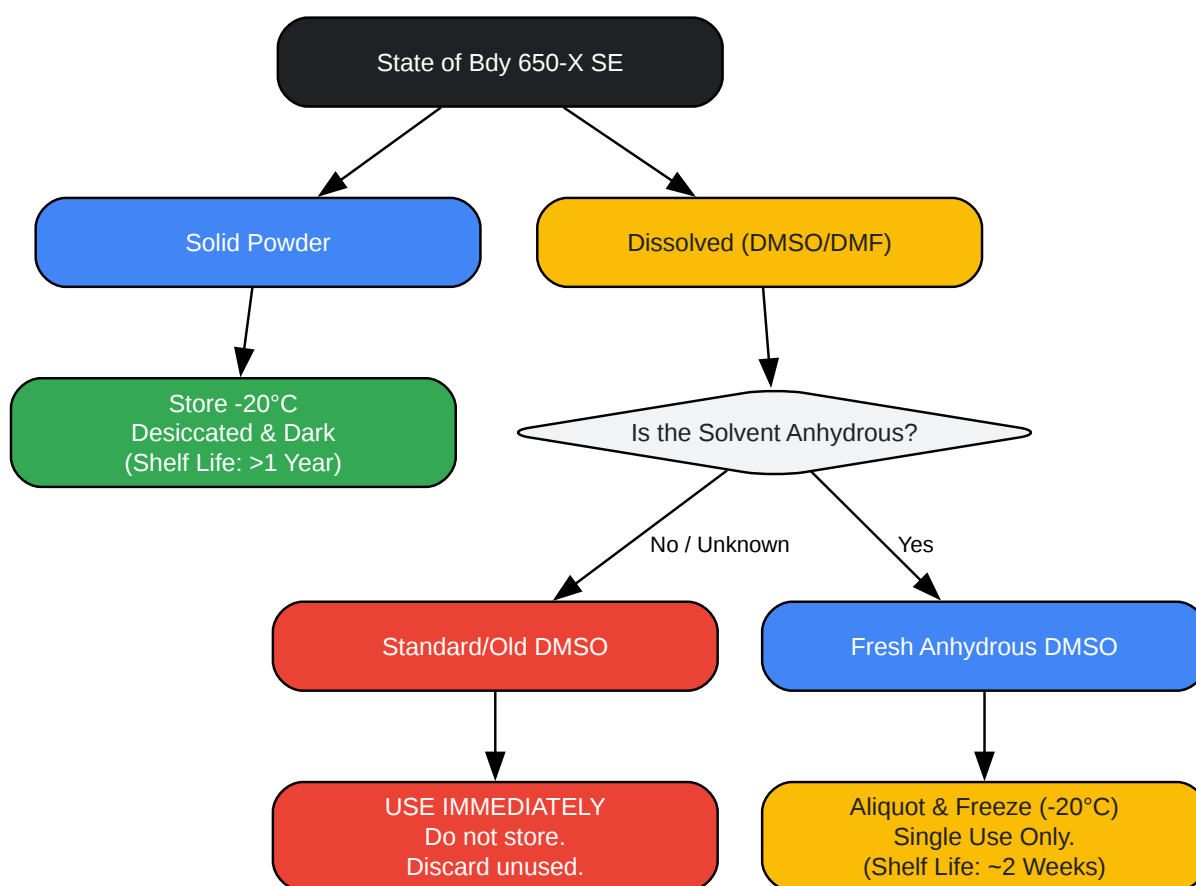 State of Bdy 650-X SE
Solid Powder
Dissolved (DMSO/DMF)
Store -20°C
Desiccated & Dark
(Shelf Life: >1 Year)
Is the Solvent Anhydrous?
No / Unknown
Yes
Standard/Old DMSO
Fresh Anhydrous DMSO
USE IMMEDIATELY
Do not store.
Discard unused.
Aliquot & Freeze (-20°C)
Single Use Only.
(Shelf Life: ~2 Weeks)